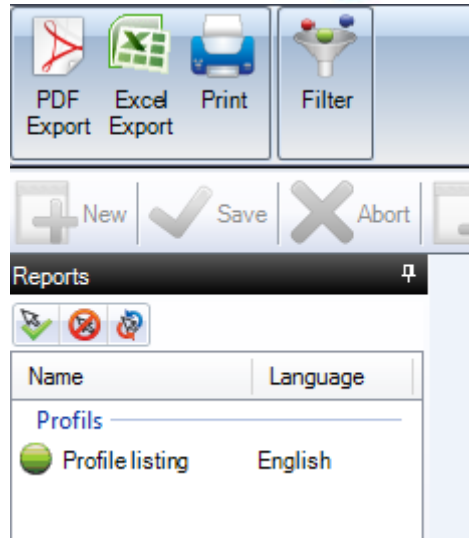 PDF Export
Excel Export
Print
Filter
New
Save
Abort
Reports
Name Language
Profils
Profile listing English